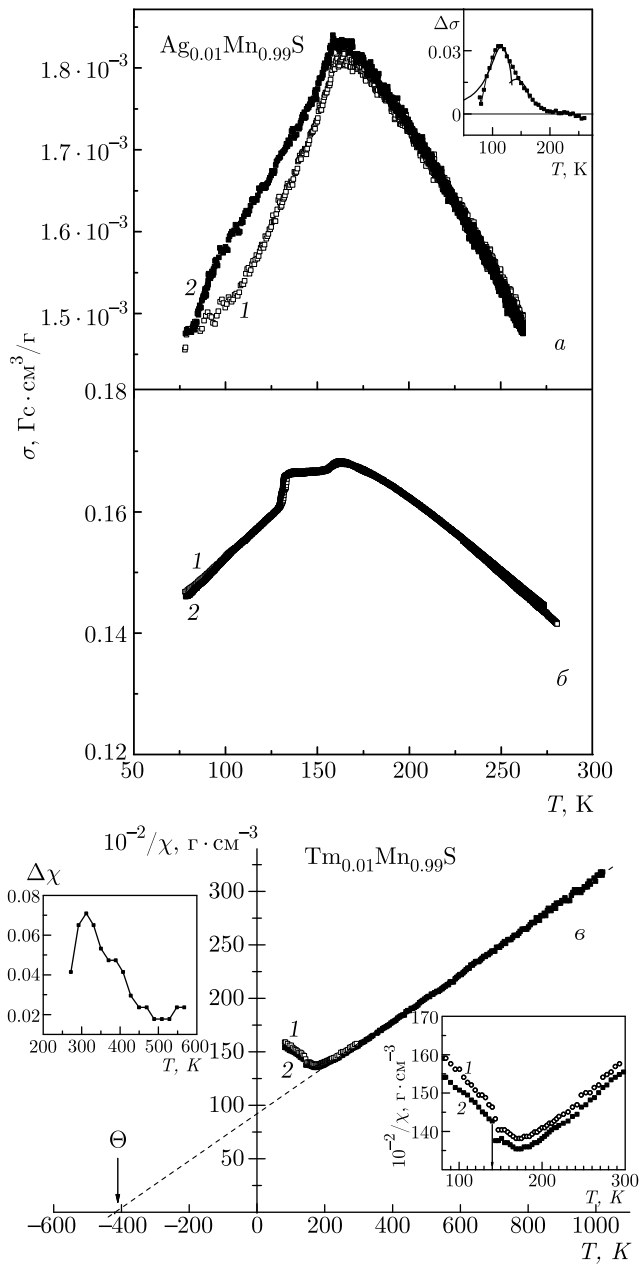 Ag0.01Mn0.99S
Δσ
0.03
0
100 200
T, K
1.8 · 10⁻³
1.7 · 10⁻³
1.6 · 10⁻³
1.5 · 10⁻³
2
1
а
σ, Гс · см³/г
0.18
0.16
0.14
0.12
1
2
б
50 100 150 200 250 300
T, K
10⁻²/χ, г · см⁻³
Tm0.01Mn0.99S
300
250
200
150
100
50
в
Δχ
0.08
0.06
0.04
0.02
200 300 400 500 600
T, K
1
2
170
160
150
140
10⁻²/χ, г · см⁻³
1
2
100 200 300
T, K
Θ
−600 −400 −200 0 200 400 600 800 1000
T, K